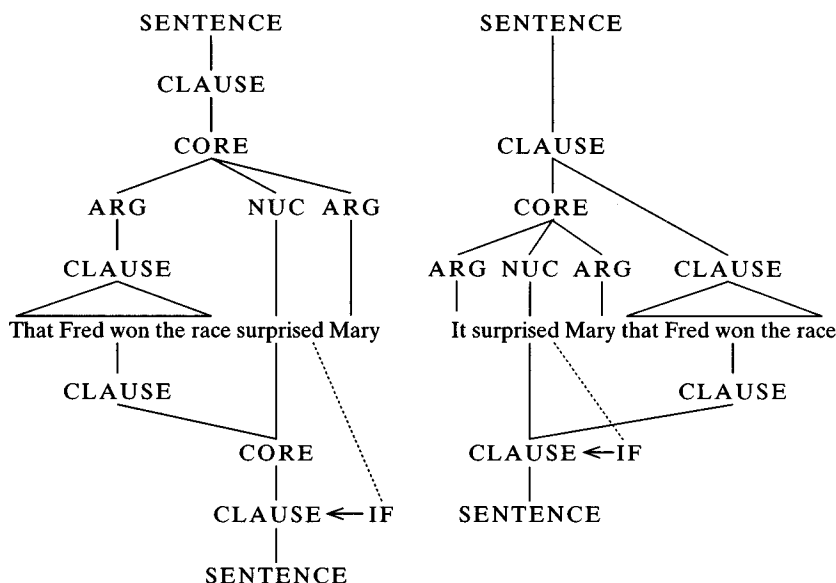 SENTENCE SENTENCE
CLAUSE
CORE CLAUSE
ARG NUC ARG CORE
CLAUSE ARG NUC ARG CLAUSE
That Fred won the race surprised Mary It surprised Mary that Fred won the race
CLAUSE CLAUSE
CORE CLAUSE IF
CLAUSE IF SENTENCE
SENTENCE